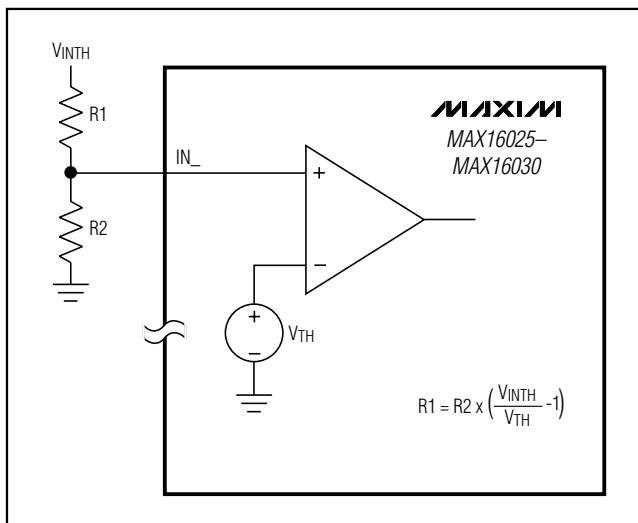 VINTH
R1
IN_
R2
MAXIM
MAX16025–
MAX16030
+
−
+
VTH
−
R1 = R2 x (VINTH/VTH -1)